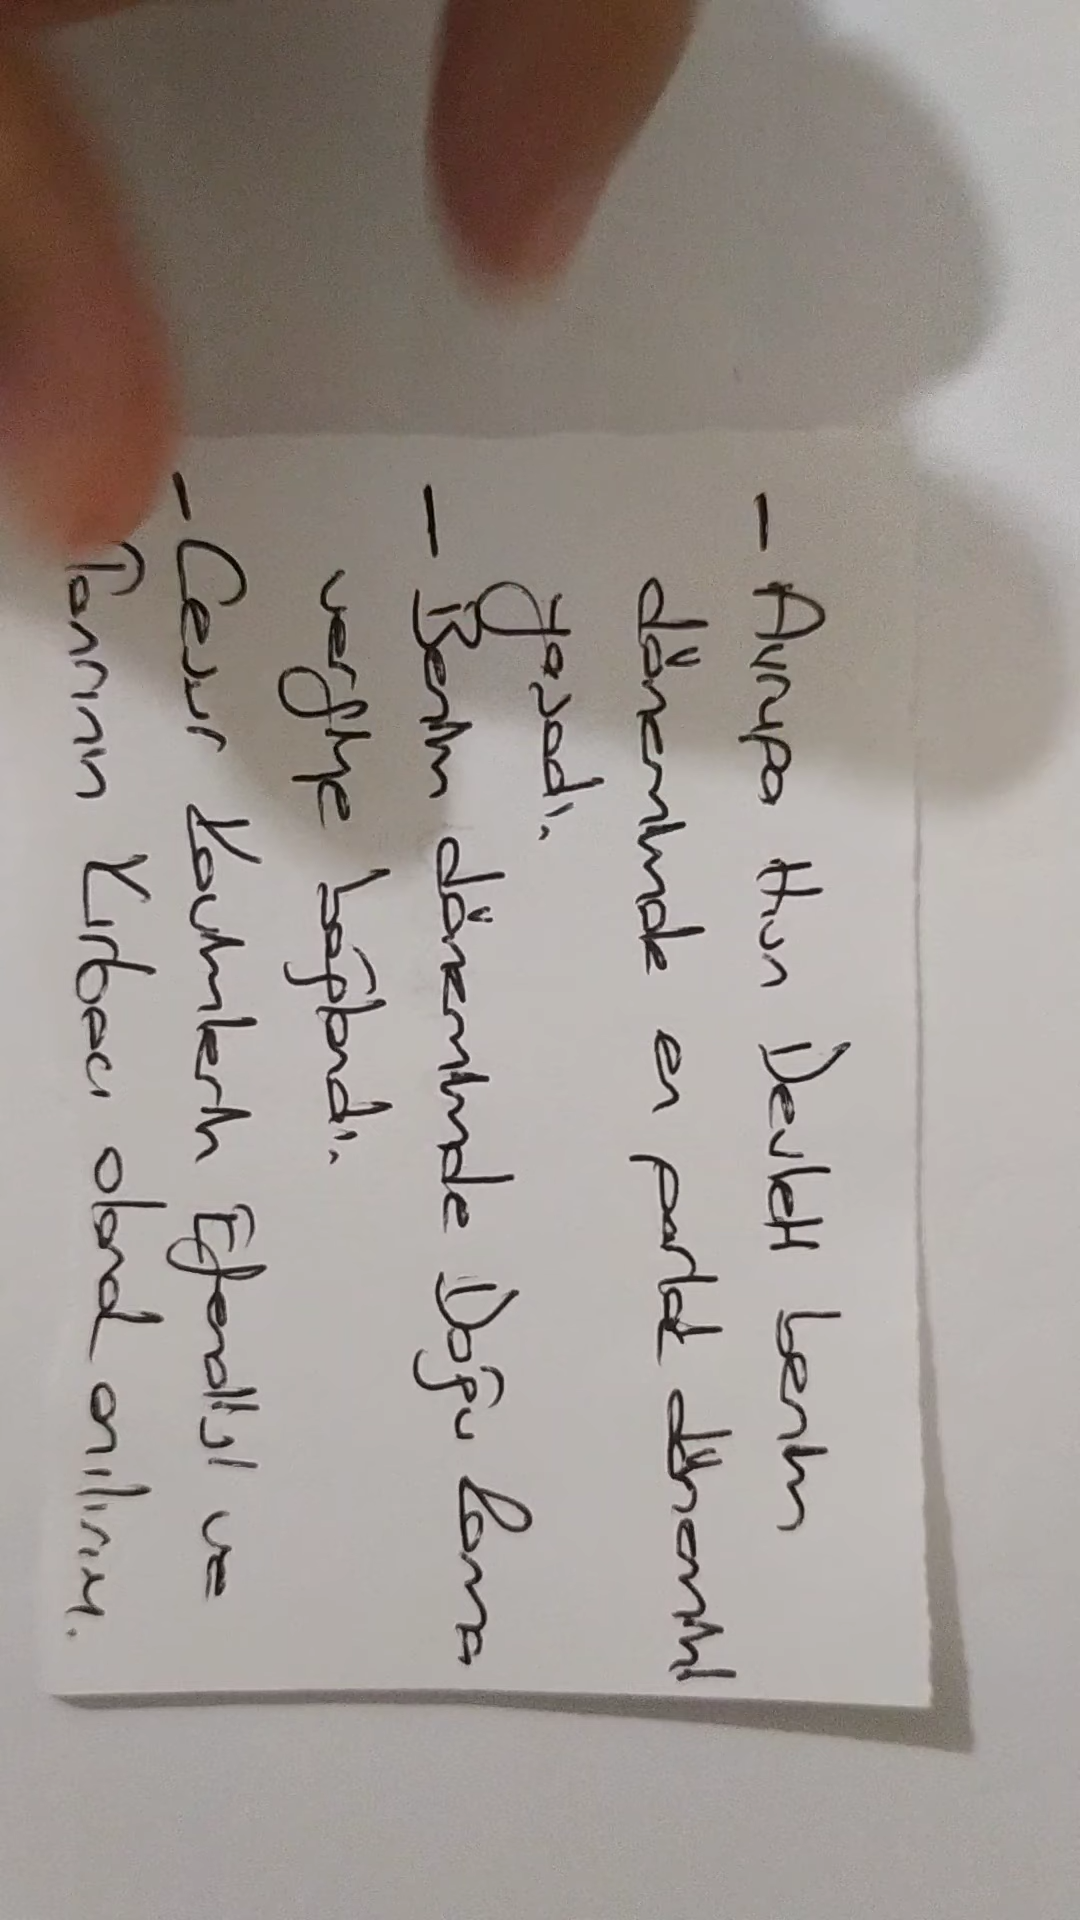 - Avrupa Hun Devleti benim
dönemimde en parlak dönemini
yaşadı.
- Benim dönemimde Doğu Roma
vergiye bağlandı.
- Cesur Kavimlerin Efendisi ve
Tanrının Kırbacı olarak anılırım.